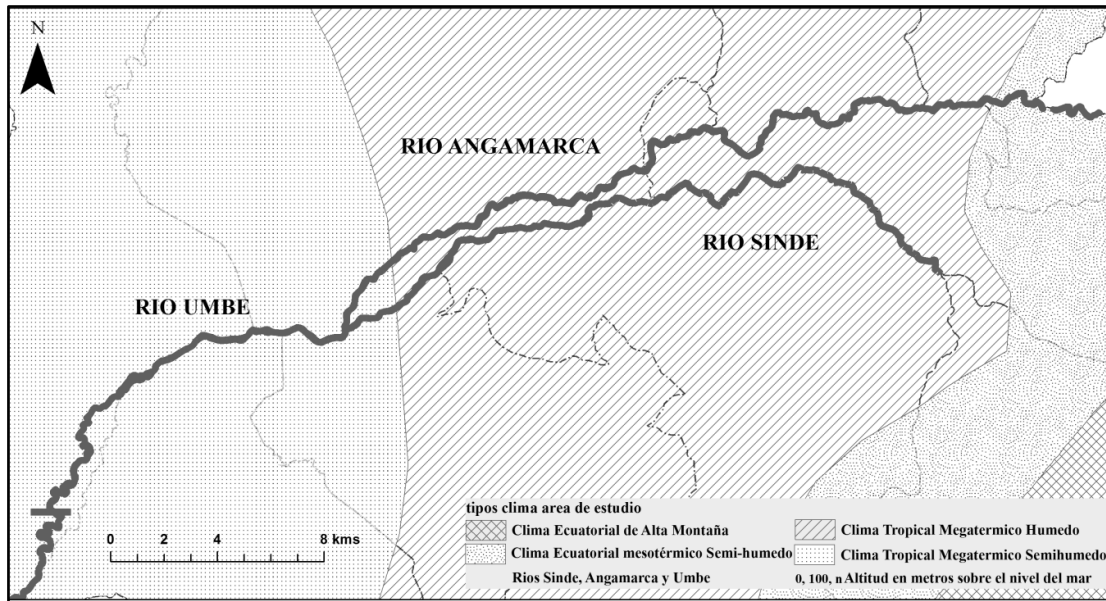 N
RIO ANGAMARCA
RIO SINDE
RIO UMBE
0 2 4 8 kms
tipos clima area de estudio
Clima Ecuatorial de Alta Montaña
Clima Tropical Megatermico Humedo
Clima Ecuatorial mesotérmico Semi-humedo
Clima Tropical Megatermico Semihumedo
Rios Sinde, Angamarca y Umbe
0, 100, n Altitud en metros sobre el nivel del mar